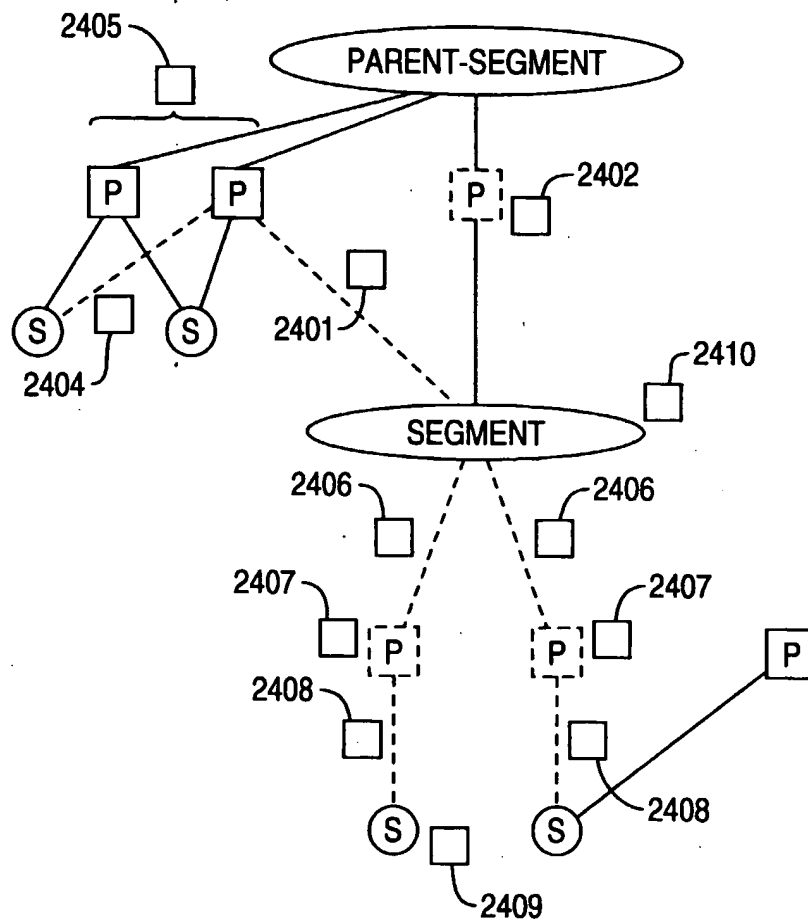 2405
PARENT-SEGMENT
P
P
P
2402
S
S
2404
2401
2410
SEGMENT
2406
2406
2407
P
P
2407
P
2408
2408
S
S
2409